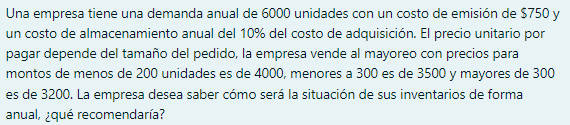 Una empresa tiene una demanda anual de 6000 unidades con un costo de emisión de $750 y
un costo de almacenamiento anual del 10% del costo de adquisición. El precio unitario por
pagar depende del tamaño del pedido, la empresa vende al mayoreo con precios para
montos de menos de 200 unidades es de 4000, menores a 300 es de 3500 y mayores de 300
es de 3200. La empresa desea saber cómo será la situación de sus inventarios de forma
anual, ¿qué recomendaría?